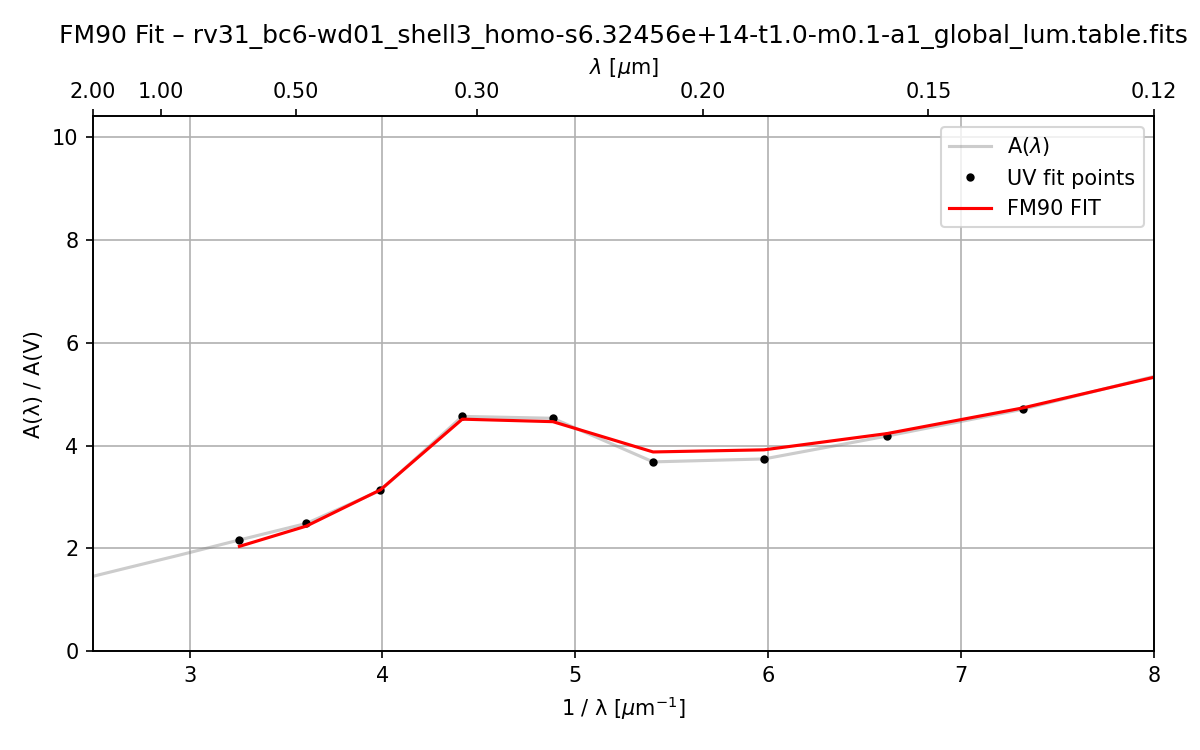 FM90 Fit – rv31_bc6-wd01_shell3_homo-s6.32456e+14-t1.0-m0.1-a1_global_lum.table.fits
λ [μm]
2.00 1.00 0.50 0.30 0.20 0.15 0.12
A(λ)
UV fit points
FM90 FIT
A(λ) / A(V)
10
8
6
4
2
0
3 4 5 6 7 8
1 / λ [μm⁻¹]